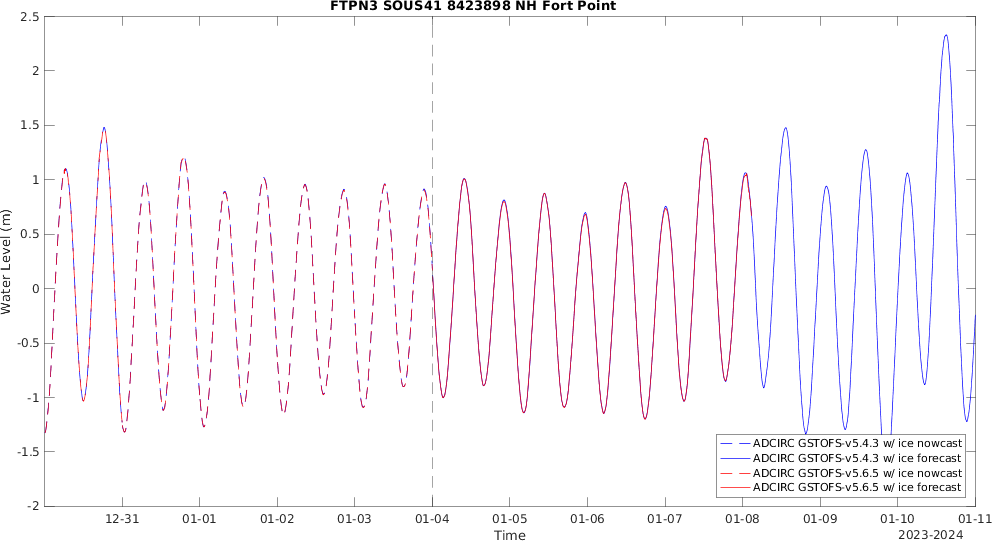 FTPN3 SOUS41 8423898 NH Fort Point
Water Level (m)
2.5
2
1.5
1
0.5
0
-0.5
-1
-1.5
-2
ADCIRC GSTOFS-v5.4.3 w/ ice nowcast
ADCIRC GSTOFS-v5.4.3 w/ ice forecast
ADCIRC GSTOFS-v5.6.5 w/ ice nowcast
ADCIRC GSTOFS-v5.6.5 w/ ice forecast
12-31 01-01 01-02 01-03 01-04 01-05 01-06 01-07 01-08 01-09 01-10 01-11
Time
2023-2024